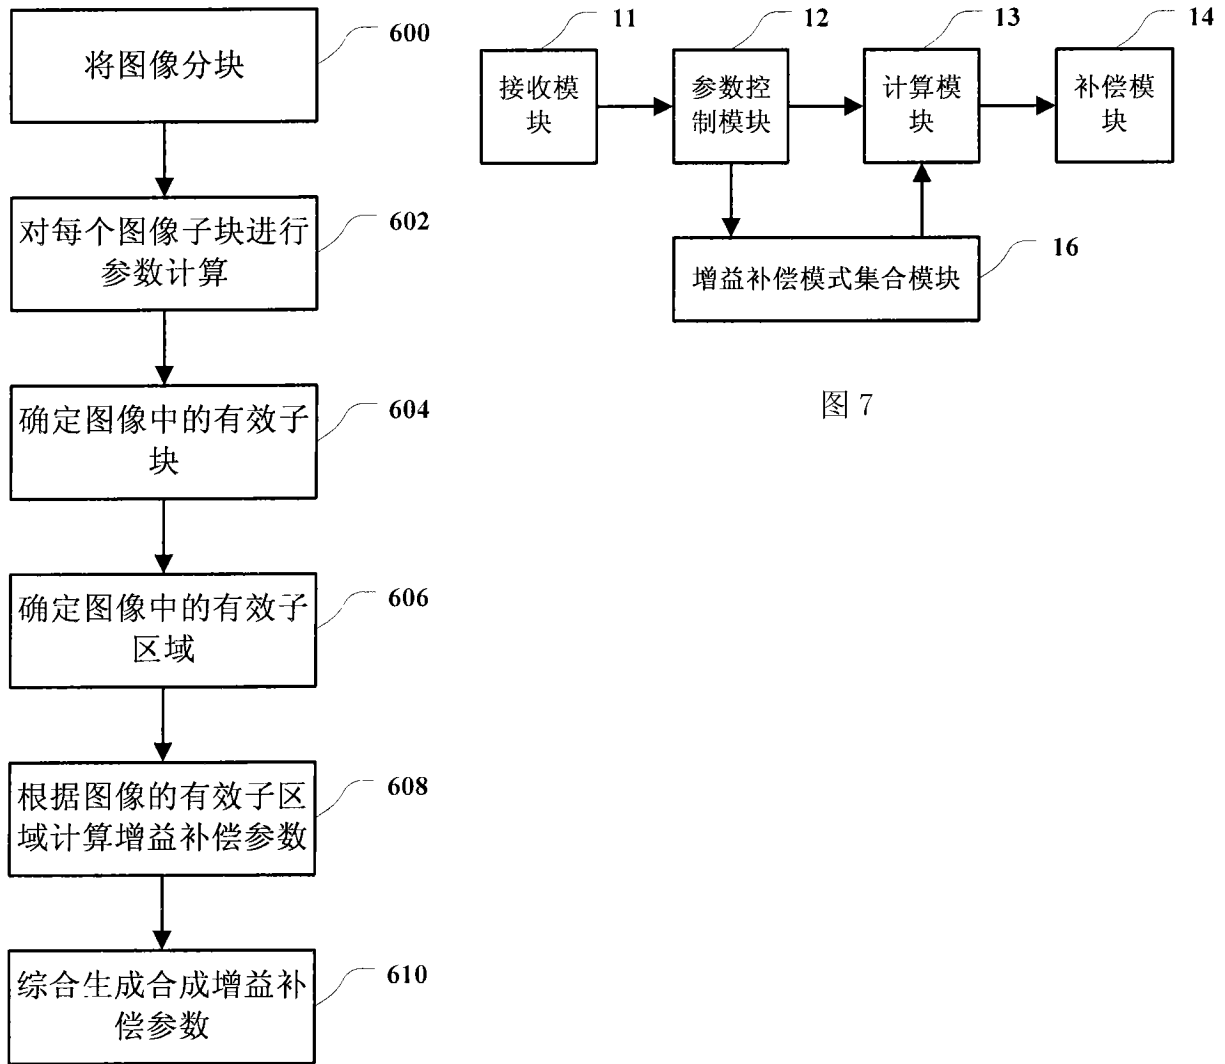 600
将图像分块
602
对每个图像子块进行
参数计算
604
确定图像中的有效子
块
606
确定图像中的有效子
区域
608
根据图像的有效子区
域计算增益补偿参数
610
综合生成合成增益补
偿参数
11
接收模
块
12
参数控
制模块
13
计算模
块
14
补偿模
块
16
增益补偿模式集合模块
图 7